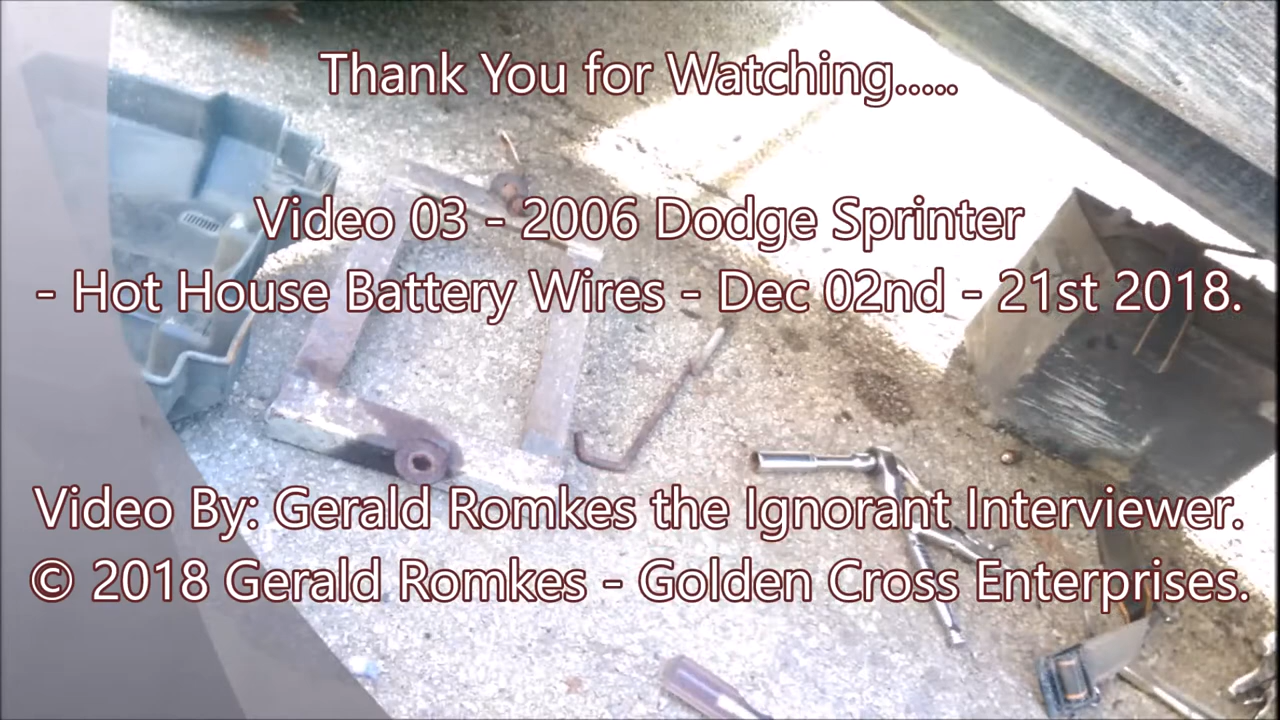 Thank You for Watching.....
Video 03 - 2006 Dodge Sprinter
- Hot House Battery Wires - Dec 02nd - 21st 2018.
Video By: Gerald Romkes the Ignorant Interviewer.
© 2018 Gerald Romkes - Golden Cross Enterprises.